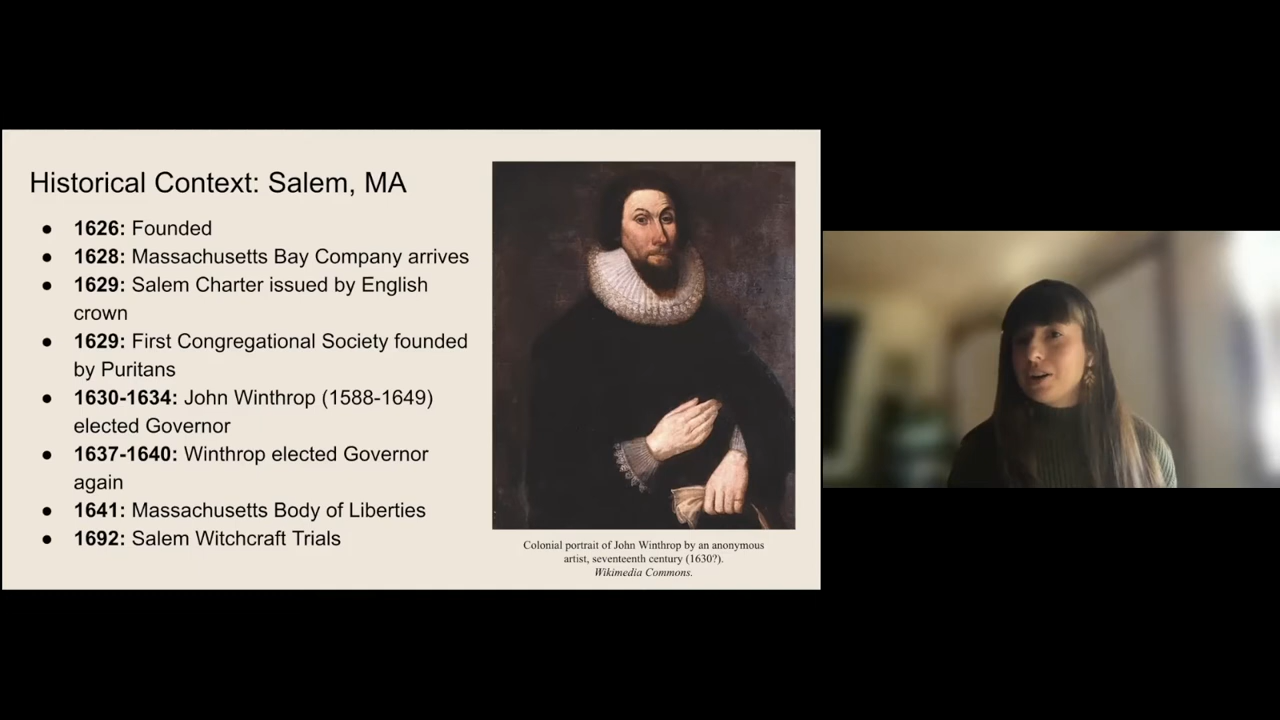 Historical Context: Salem, MA
● 1626: Founded
● 1628: Massachusetts Bay Company arrives
● 1629: Salem Charter issued by English
crown
● 1629: First Congregational Society founded
by Puritans
● 1630-1634: John Winthrop (1588-1649)
elected Governor
● 1637-1640: Winthrop elected Governor
again
● 1641: Massachusetts Body of Liberties
● 1692: Salem Witchcraft Trials
Colonial portrait of John Winthrop by an anonymous
artist, seventeenth century (1630?).
Wikimedia Commons.